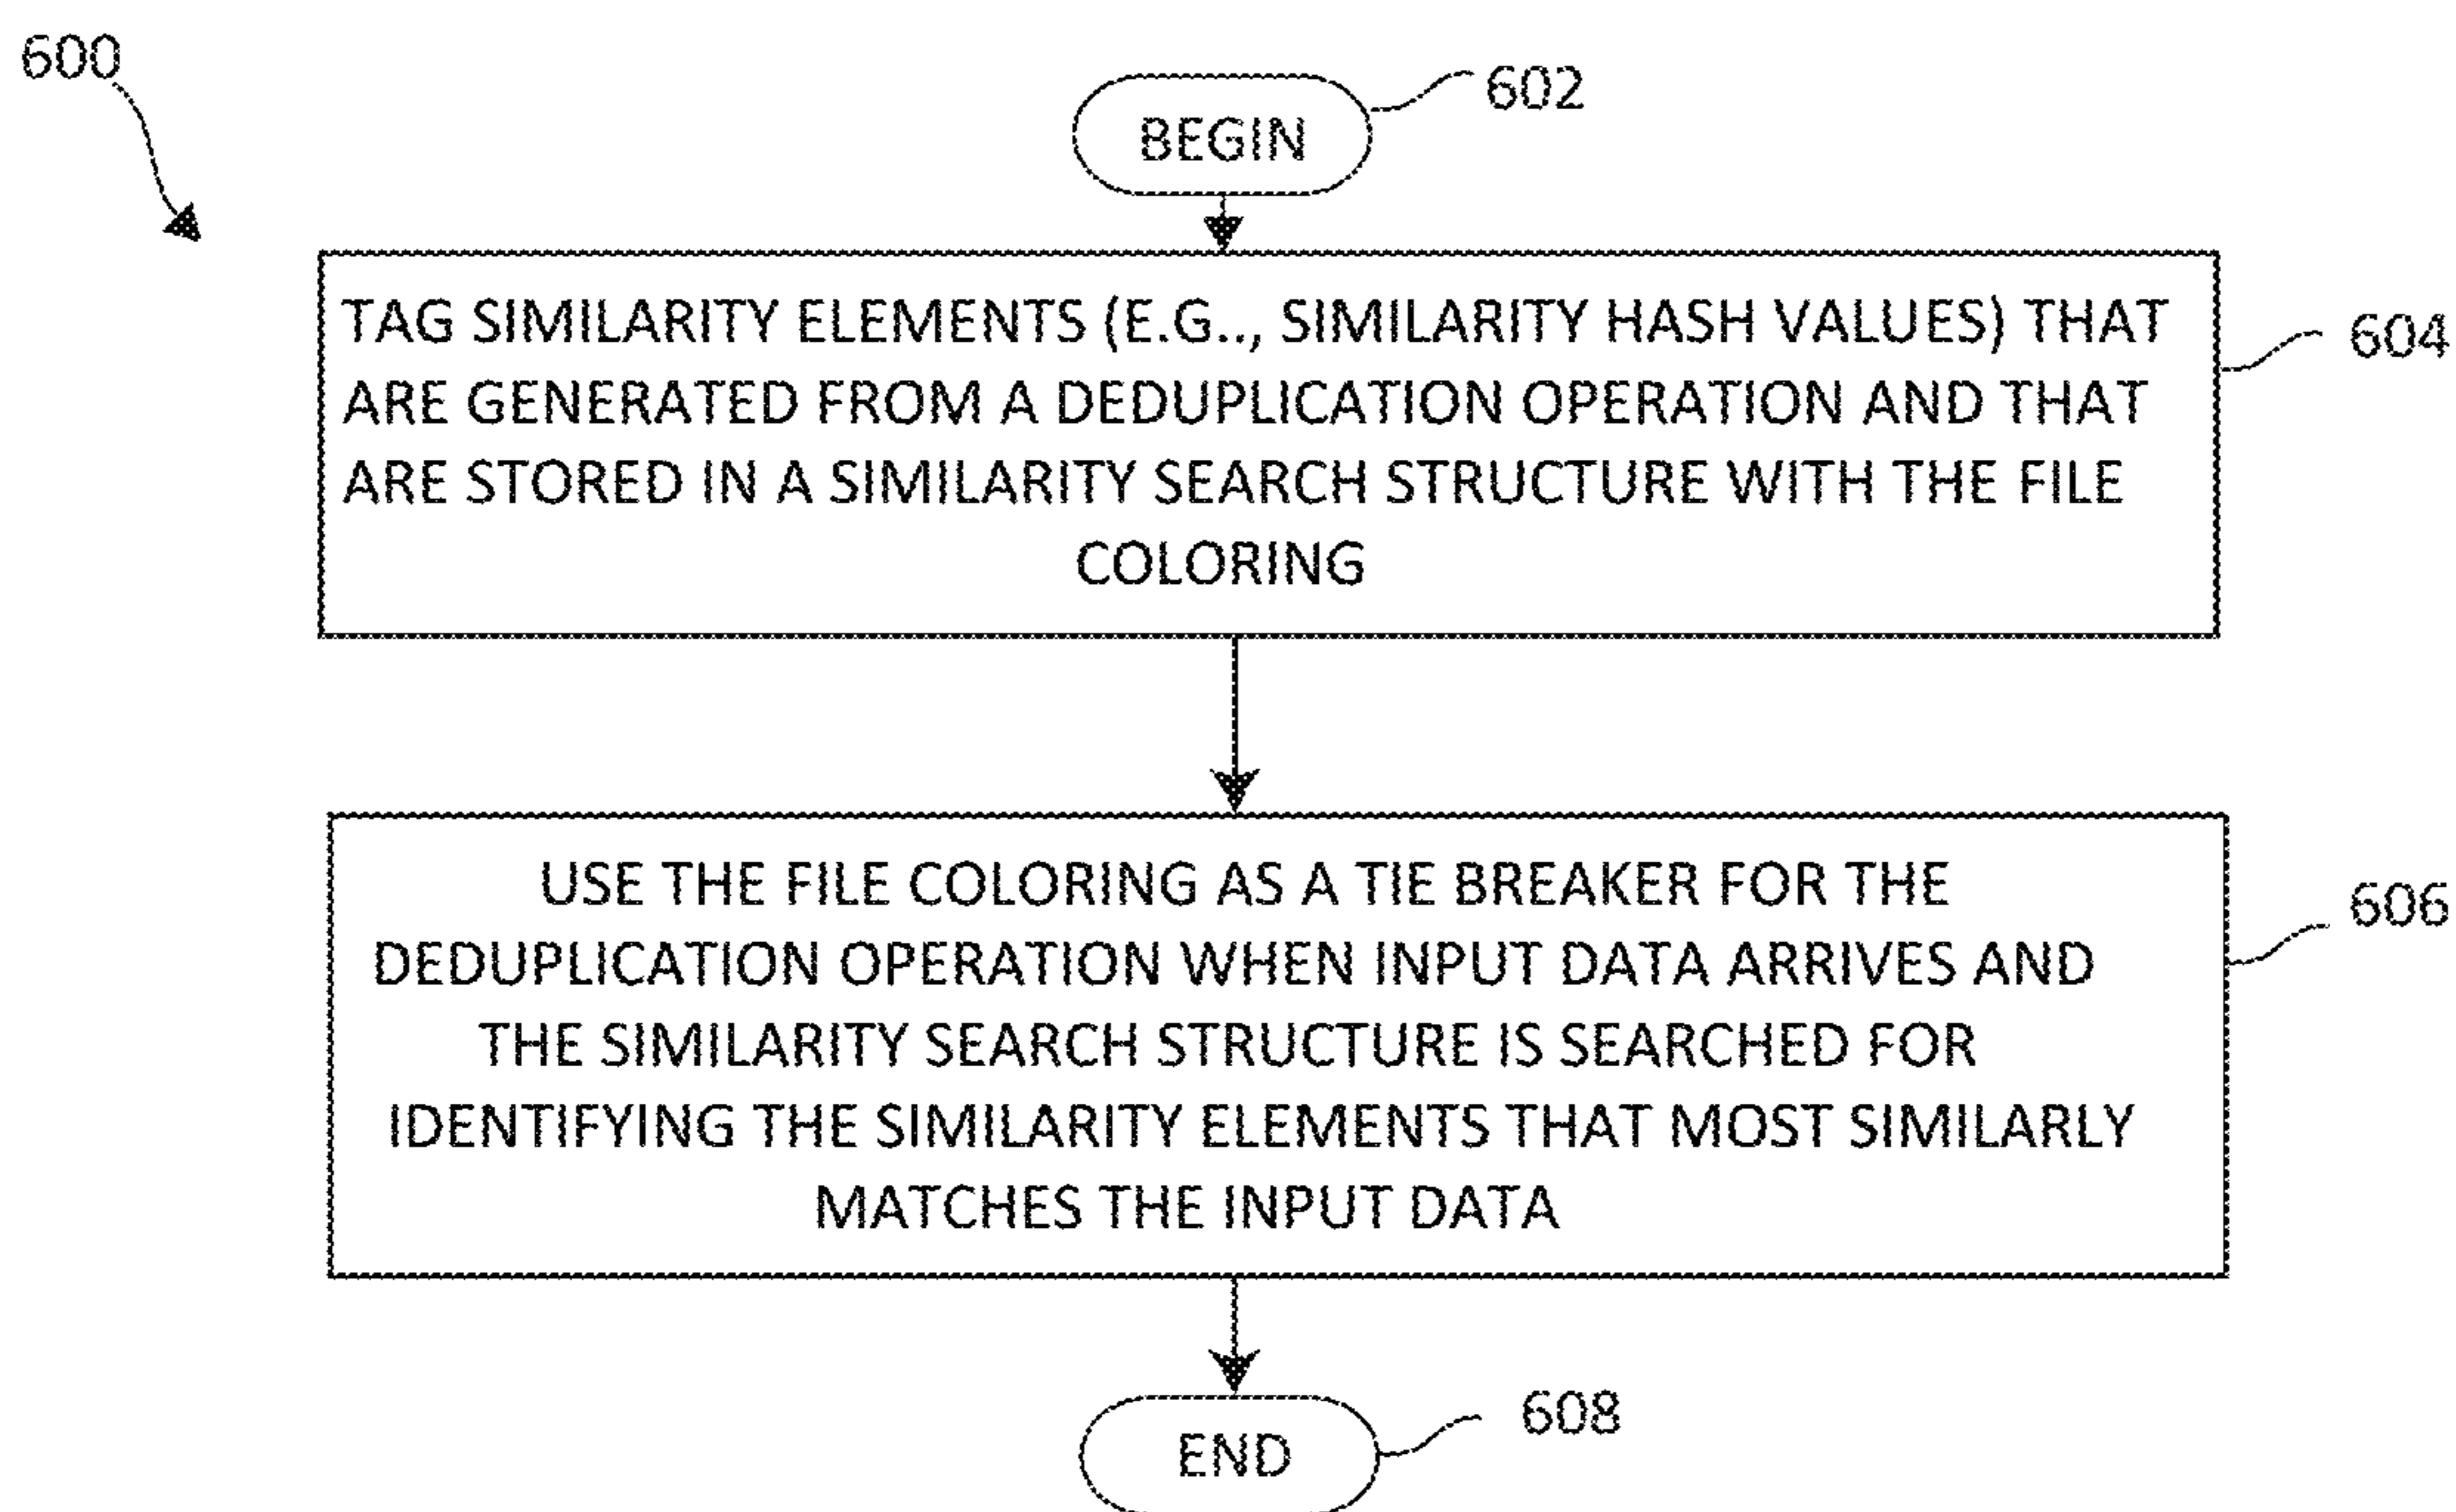 600
602
BEGIN
TAG SIMILARITY ELEMENTS (E.G.., SIMILARITY HASH VALUES) THAT
604
ARE GENERATED FROM A DEDUPLICATION OPERATION AND THAT
ARE STORED IN A SIMILARITY SEARCH STRUCTURE WITH THE FILE
COLORING
USE THE FILE COLORING AS A TIE BREAKER FOR THE
606
DEDUPLICATION OPERATION WHEN INPUT DATA ARRIVES AND
THE SIMILARITY SEARCH STRUCTURE IS SEARCHED FOR
IDENTIFYING THE SIMILARITY ELEMENTS THAT MOST SIMILARLY
MATCHES THE INPUT DATA
608
END